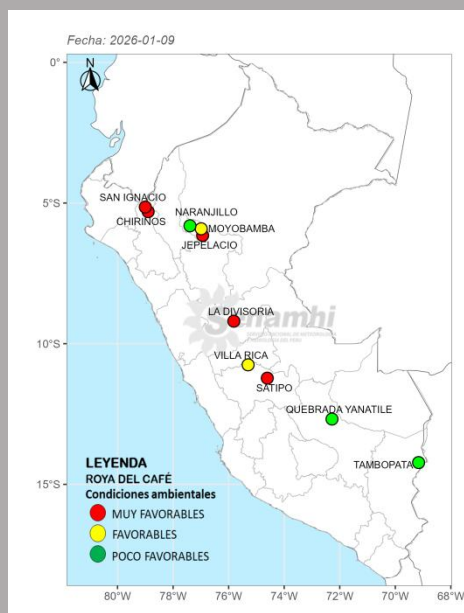 Fecha: 2026-01-09
N
0°
5°S
10°S
15°S
SAN IGNACIO
CHIRINOS
NARANJILLO
MOYOBAMBA
JEPELACIO
LA DIVISORIA
Senamhi
VILLA RICA
SATIPO
QUEBRADA YANATILE
TAMBOPATA
LEYENDA
ROYA DEL CAFÉ
Condiciones ambientales
MUY FAVORABLES
FAVORABLES
POCO FAVORABLES
80°W 78°W 76°W 74°W 72°W 70°W 68°W